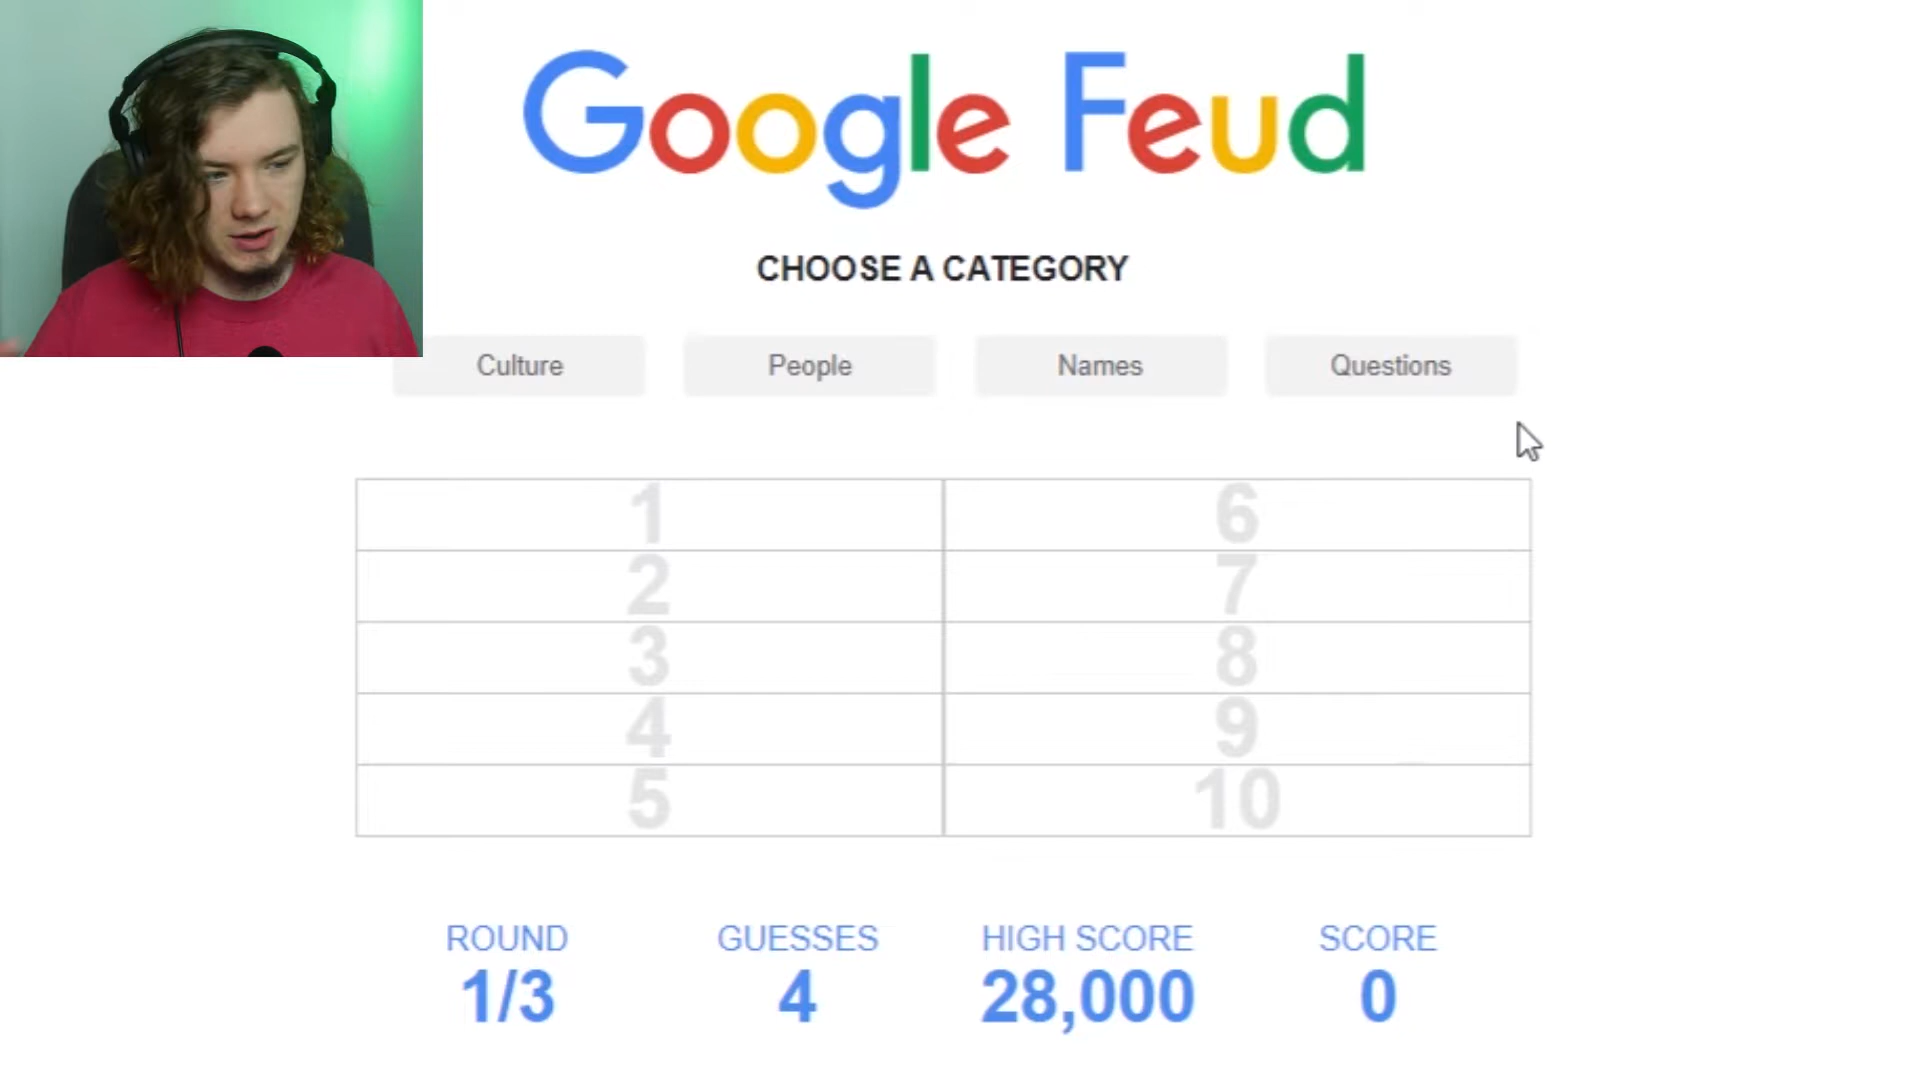 Google Feud
CHOOSE A CATEGORY
Culture People Names Questions
1 6
2 7
3 8
4 9
5 10
ROUND GUESSES HIGH SCORE SCORE
1/3 4 28,000 0